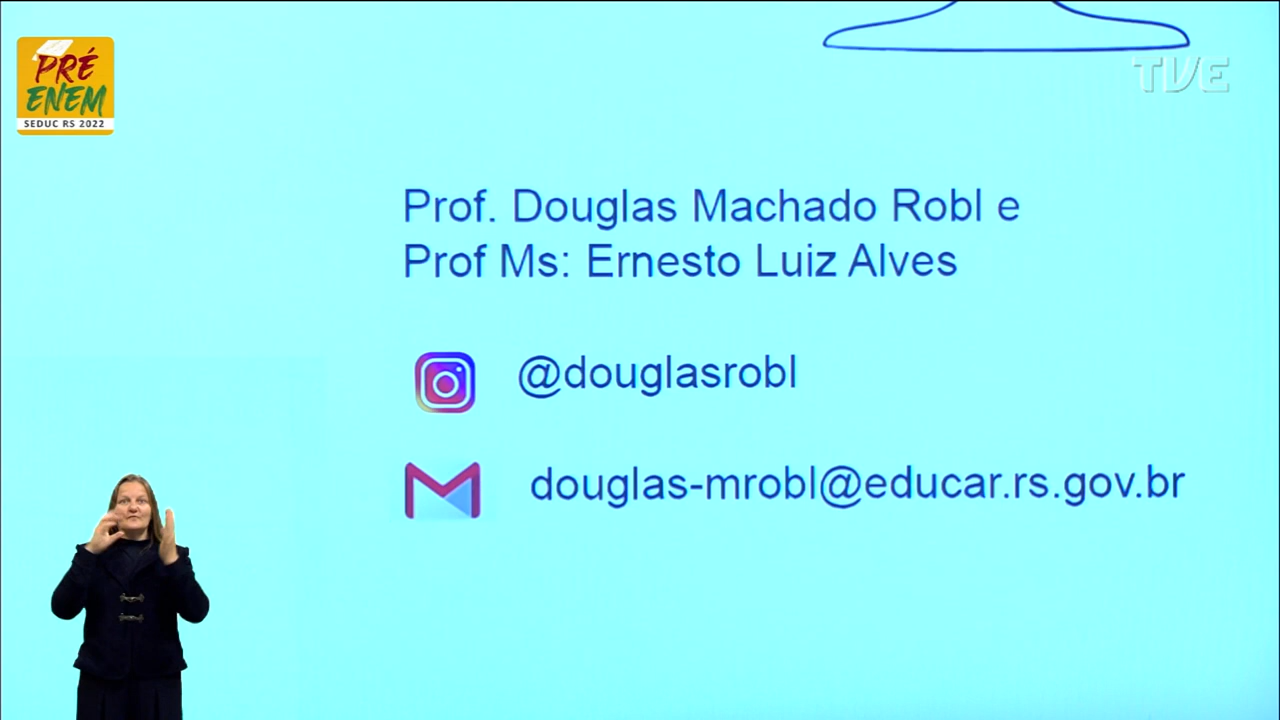 PRÉ
ENEM
SEDUC RS 2022
TVE
Prof. Douglas Machado Robl e
Prof Ms: Ernesto Luiz Alves
@douglasrobl
douglas-mrobl@educar.rs.gov.br